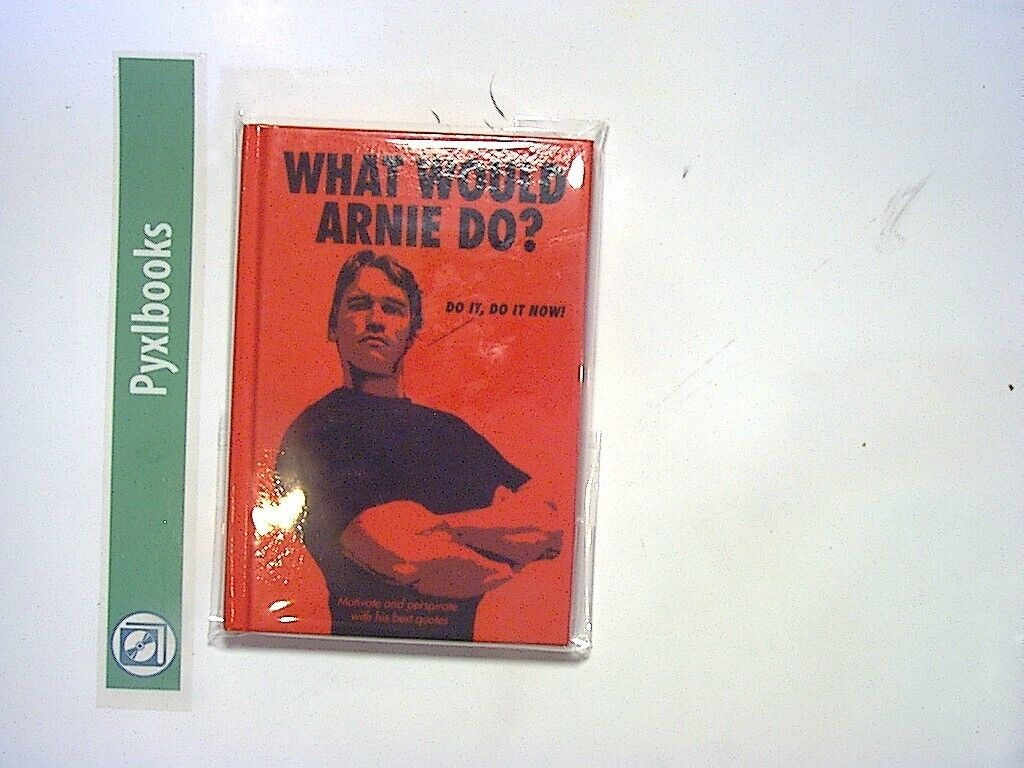 Pyxlbooks
WHAT WOULD
ARNIE DO?
DO IT, DO IT NOW!
Motivate and perspirate
with his best quotes